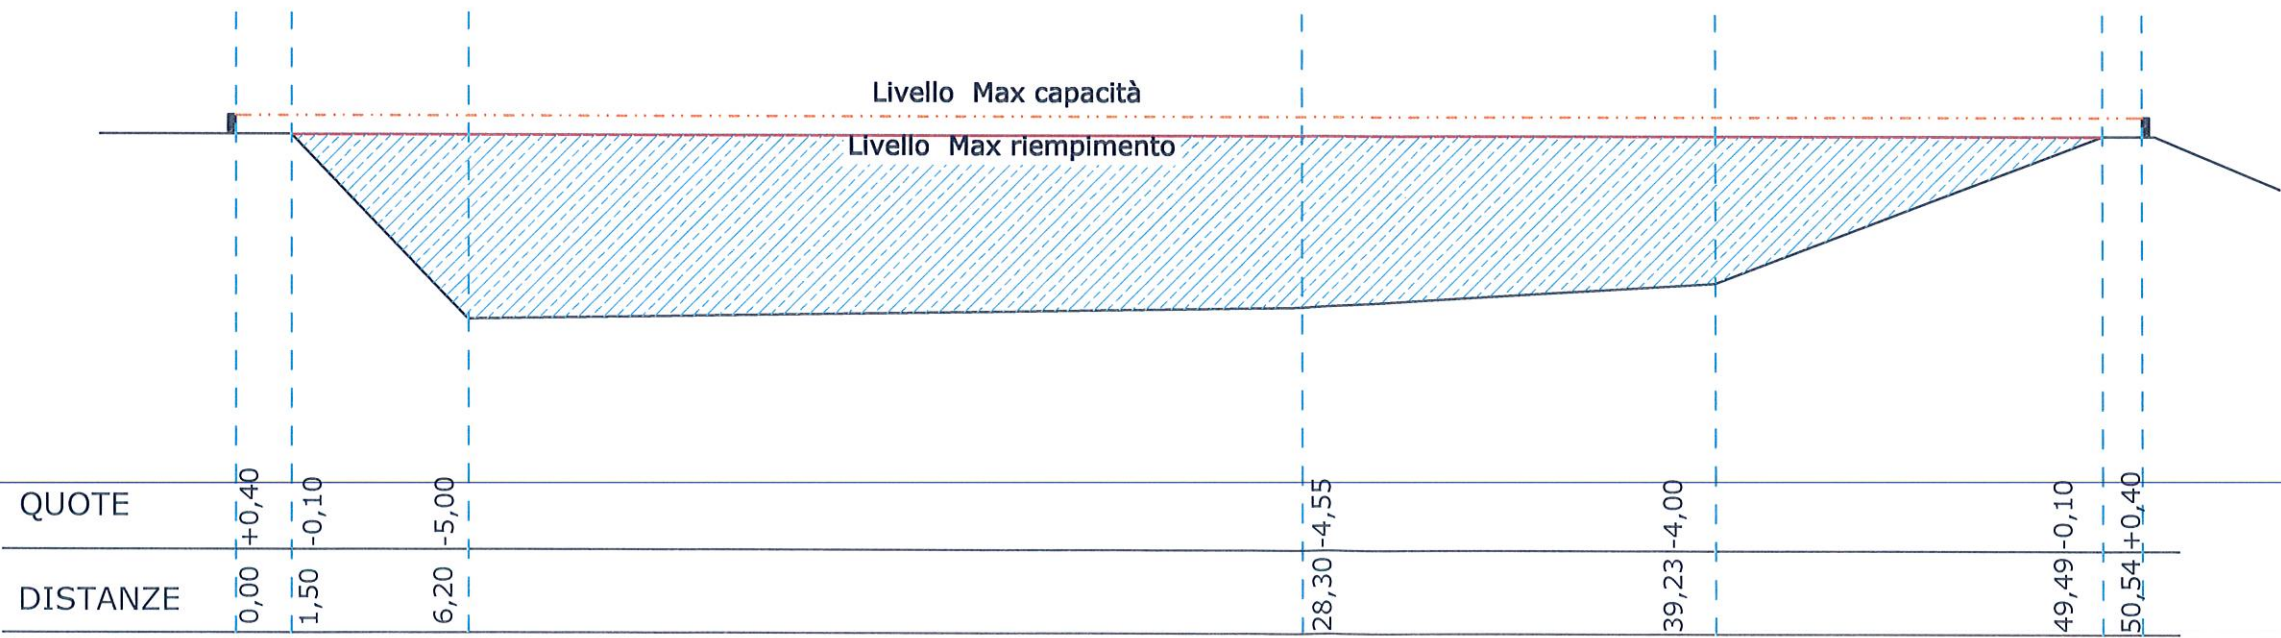 Livello Max capacità
Livello Max riempimento
QUOTE +0,40 -0,10 -5,00 -4,55 -4,00 -0,10 +0,40
DISTANZE 0,00 1,50 6,20 28,30 39,23 49,49 50,54